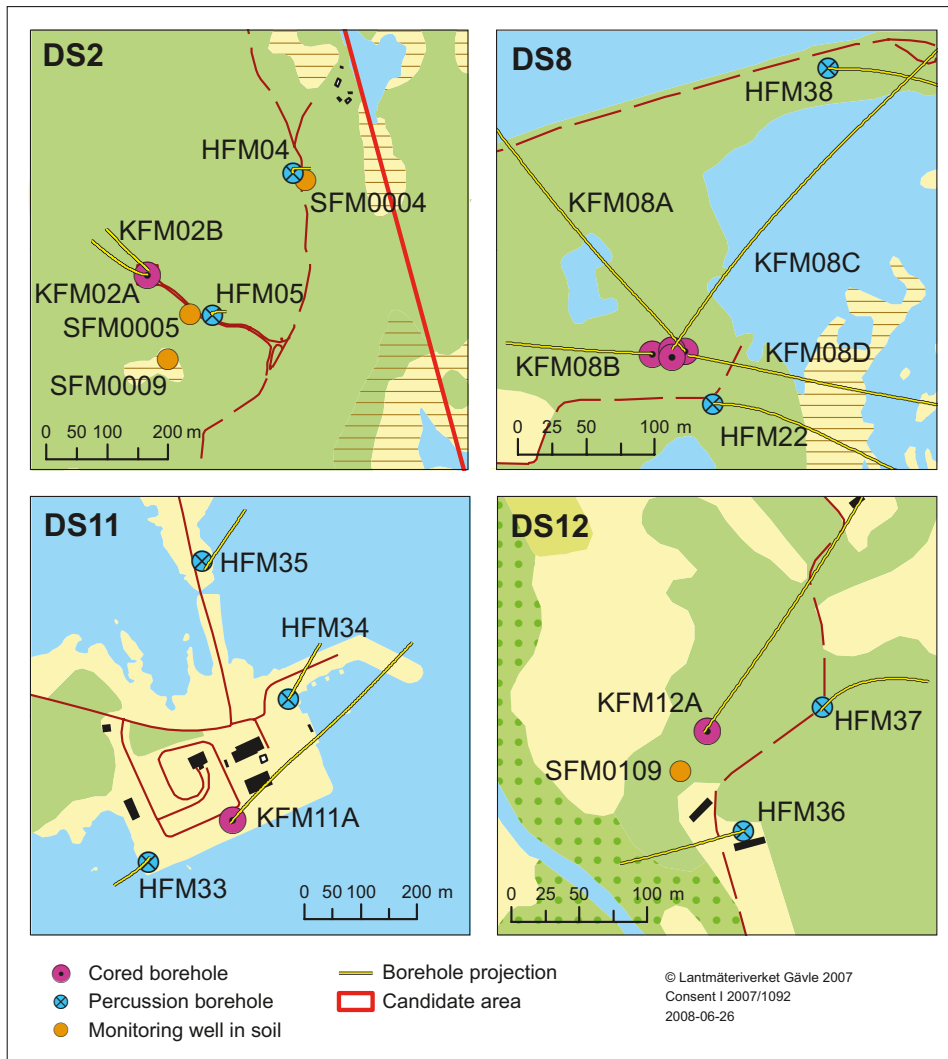 DS2
HFM04
SFM0004
KFM02B
KFM02A
HFM05
SFM0005
SFM0009
0 50 100 200 m
DS8
HFM38
KFM08A
KFM08C
KFM08B
KFM08D
HFM22
0 25 50 100 m
DS11
HFM35
HFM34
KFM11A
HFM33
0 50 100 200 m
DS12
KFM12A
HFM37
SFM0109
HFM36
0 25 50 100 m
Cored borehole
Percussion borehole
Monitoring well in soil
Borehole projection
Candidate area
© Lantmäteriverket Gävle 2007
Consent I 2007/1092
2008-06-26